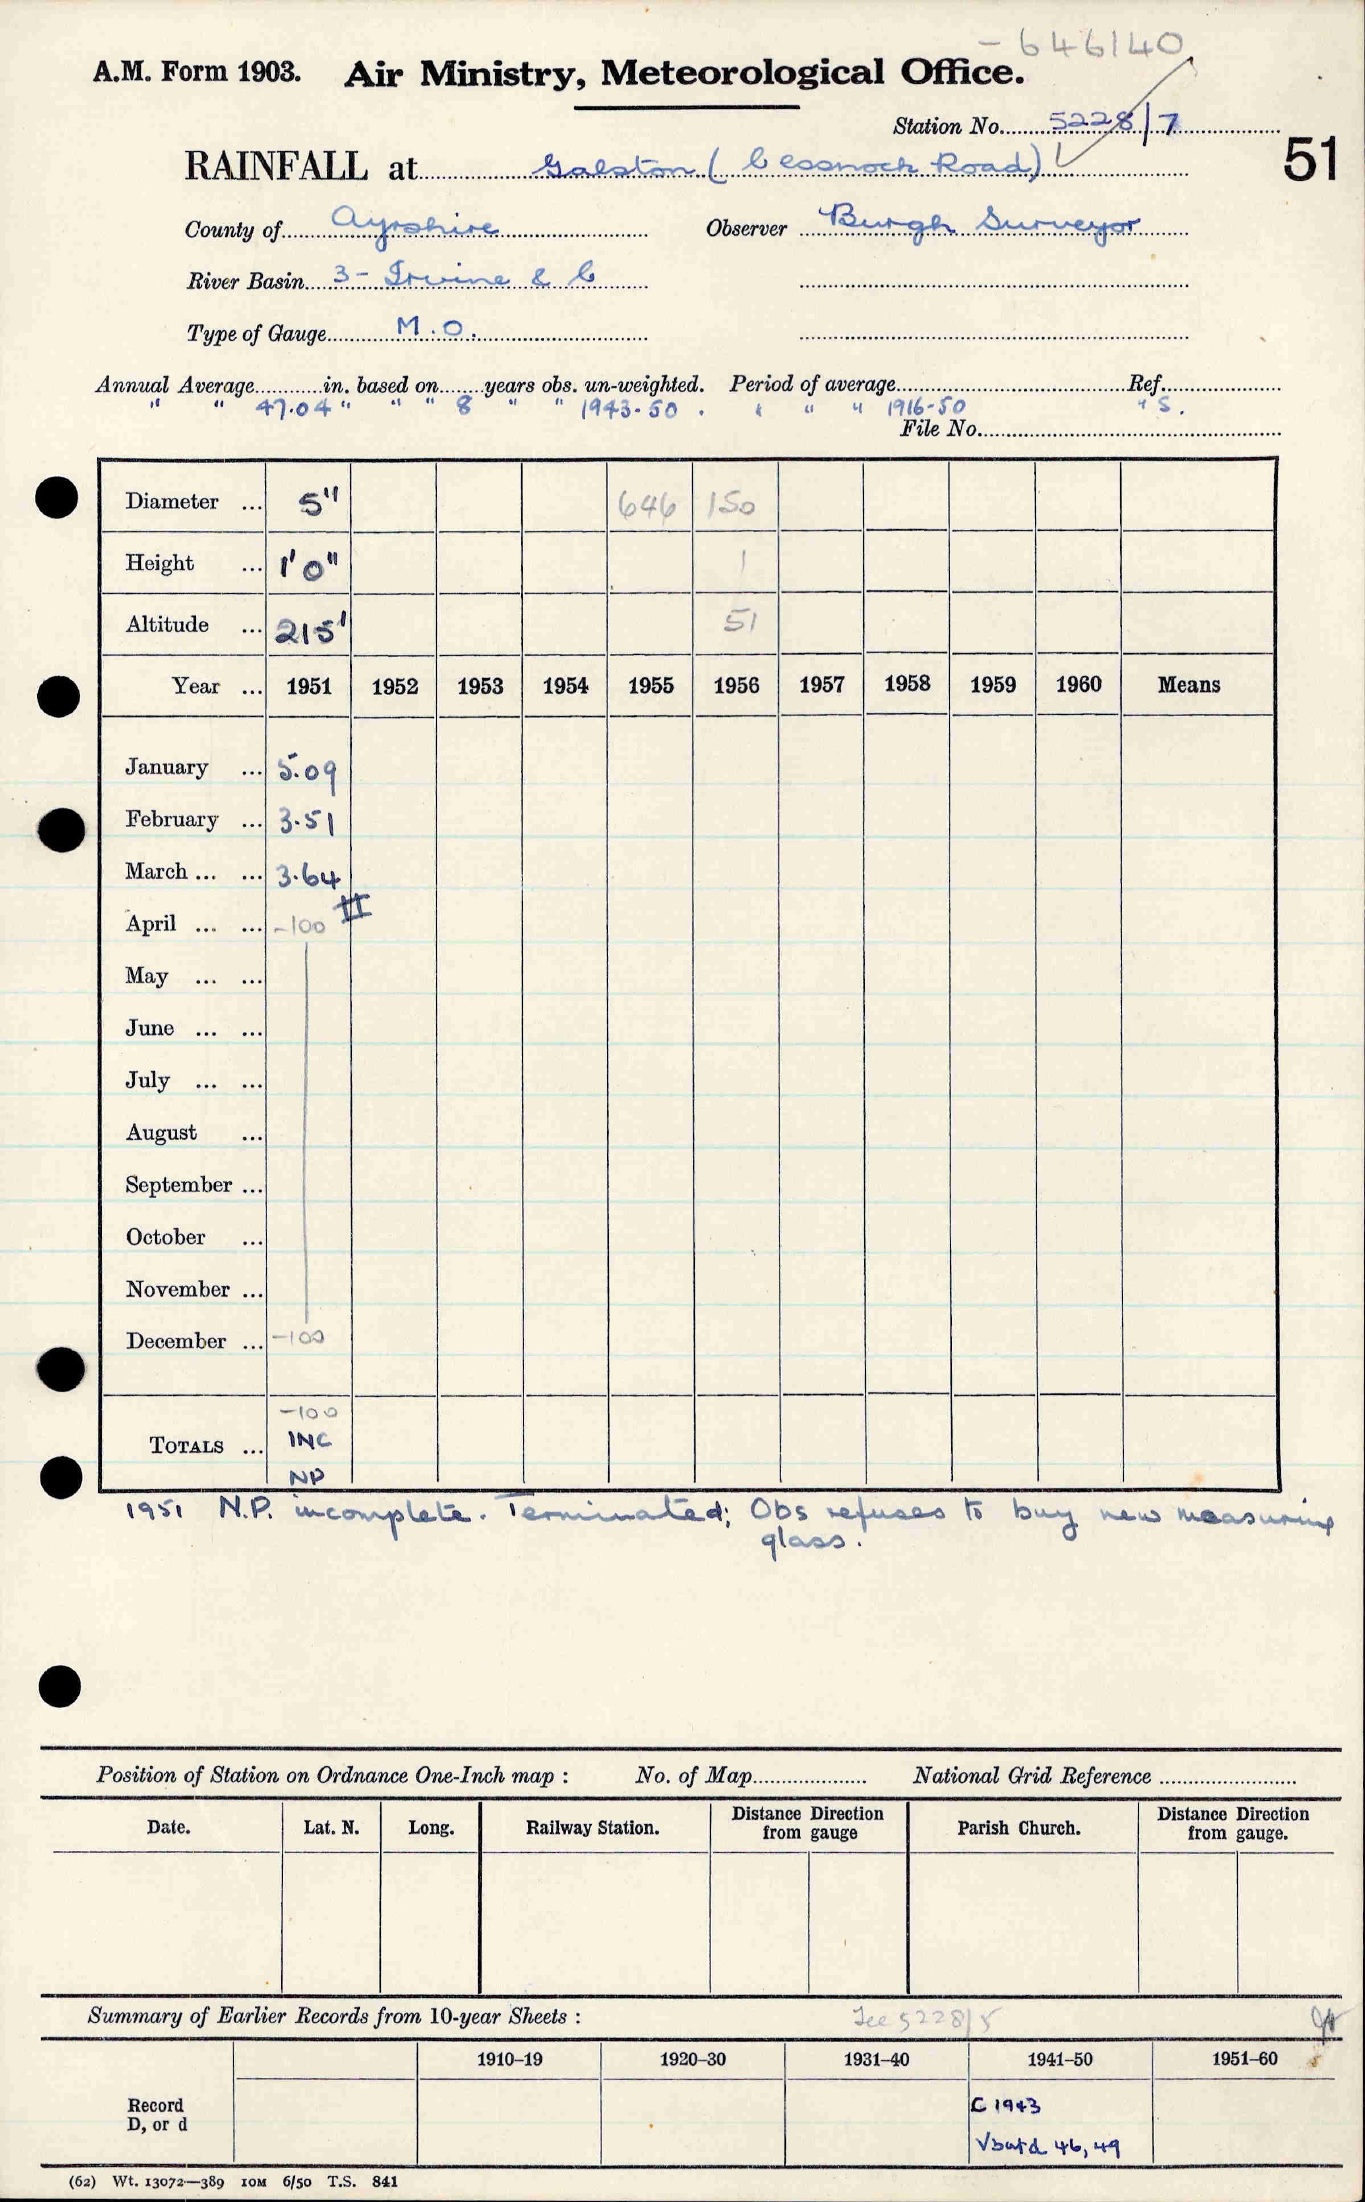 - 646140
A.M. Form 1903. Air Ministry, Meteorological Office.
Station No. 5228/7
51
RAINFALL at Galston (Cessnock Road)
County of Ayrshire Observer Burgh Surveyor
River Basin 3 - Irvine & C
Type of Gauge M.O.
Annual Average in. based on years obs. un-weighted. Period of average Ref.
" " 47.04 " " " 8 " " 1943-50 . " " " 1916-50 " S.
File No.
Diameter ... 5" 646 150
Height ... 1' 0" 1
Altitude ... 215' 51
Year ... 1951 1952 1953 1954 1955 1956 1957 1958 1959 1960 Means
January ... 5.09
February ... 3.51
March ... ... 3.64
April ... ... -100 II
May ... ...
June ... ...
July ... ...
August ...
September ...
October ...
November ...
December ... -100
-100
TOTALS ... INC
NP
1951 N.P. incomplete. Terminated; Obs refuses to buy new measuring
glass.
Position of Station on Ordnance One-Inch map : No. of Map National Grid Reference
Date. Lat. N. Long. Railway Station. Distance Direction from gauge Parish Church. Distance Direction from gauge.
Summary of Earlier Records from 10-year Sheets : See 5228/5
1910–19 1920–30 1931–40 1941–50 1951–60
Record C 1943
D, or d 46, 49
(62) Wt. 13072—389 10M 6/50 T.S. 841